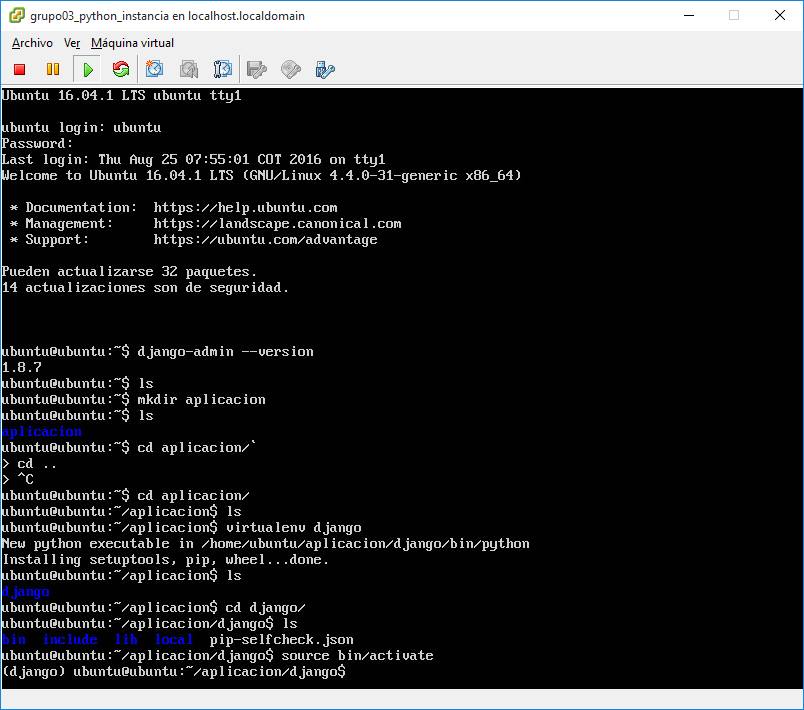 grupo03_python_instancia en localhost.localdomain
Archivo Ver Máquina virtual
Ubuntu 16.04.1 LTS ubuntu tty1
ubuntu login: ubuntu
Password:
Last login: Thu Aug 25 07:55:01 COT 2016 on tty1
Welcome to Ubuntu 16.04.1 LTS (GNU/Linux 4.4.0-31-generic x86_64)
* Documentation:  https://help.ubuntu.com
* Management:     https://landscape.canonical.com
* Support:        https://ubuntu.com/advantage
Pueden actualizarse 32 paquetes.
14 actualizaciones son de seguridad.
ubuntu@ubuntu:~$ django-admin --version
1.8.7
ubuntu@ubuntu:~$ ls
ubuntu@ubuntu:~$ mkdir aplicacion
ubuntu@ubuntu:~$ ls
aplicacion
ubuntu@ubuntu:~$ cd aplicacion/`
> cd ..
> ^C
ubuntu@ubuntu:~$ cd aplicacion/
ubuntu@ubuntu:~/aplicacion$ ls
ubuntu@ubuntu:~/aplicacion$ virtualenv django
New python executable in /home/ubuntu/aplicacion/django/bin/python
Installing setuptools, pip, wheel...done.
ubuntu@ubuntu:~/aplicacion$ ls
django
ubuntu@ubuntu:~/aplicacion$ cd django/
ubuntu@ubuntu:~/aplicacion/django$ ls
bin  include  lib  local  pip-selfcheck.json
ubuntu@ubuntu:~/aplicacion/django$ source bin/activate
(django) ubuntu@ubuntu:~/aplicacion/django$